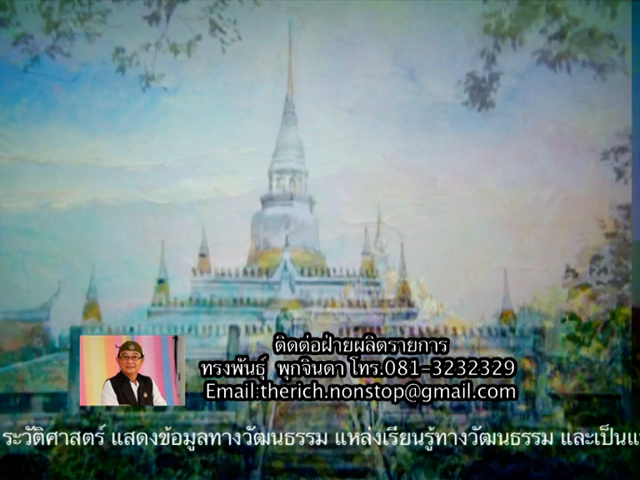 ติดต่อฝ่ายผลิตรายการ
ทรงพันธุ์ พุกจินดา โทร.081-3232329
Email:therich.nonstop@gmail.com
ระวัติศาสตร์ แสดงข้อมูลทางวัฒนธรรม แหล่งเรียนรู้ทางวัฒนธรรม และเป็นแ